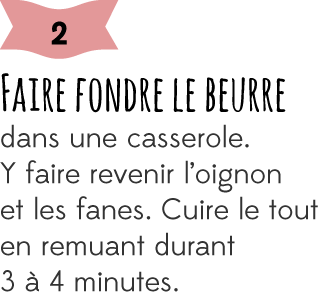 2
FAIRE FONDRE LE BEURRE
dans une casserole.
Y faire revenir l’oignon
et les fanes. Cuire le tout
en remuant durant
3 à 4 minutes.